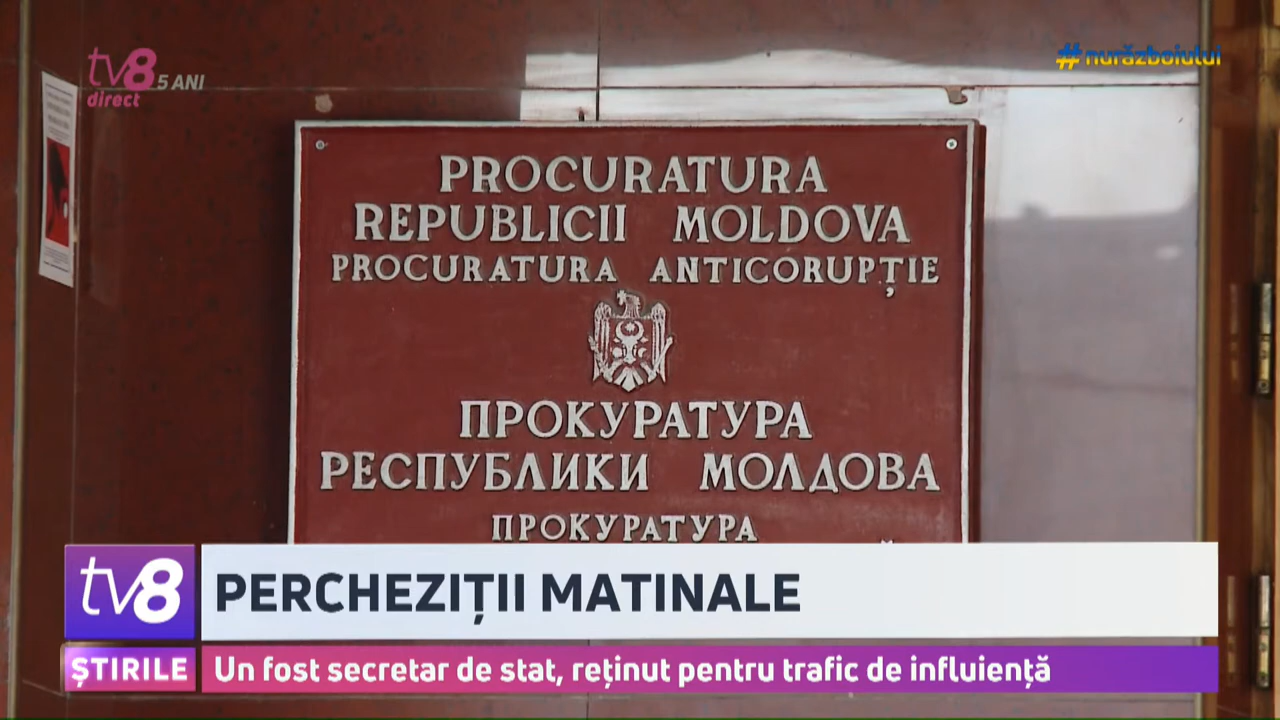 tv8 5 ANI
direct
#nurăzboiului
PROCURATURA
REPUBLICII MOLDOVA
PROCURATURA ANTICORUPȚIE
ПРОКУРАТУРА
РЕСПУБЛИКИ МОЛДОВА
ПРОКУРАТУРА
tv8
PERCHEZIȚII MATINALE
ȘTIRILE
Un fost secretar de stat, reținut pentru trafic de influiență